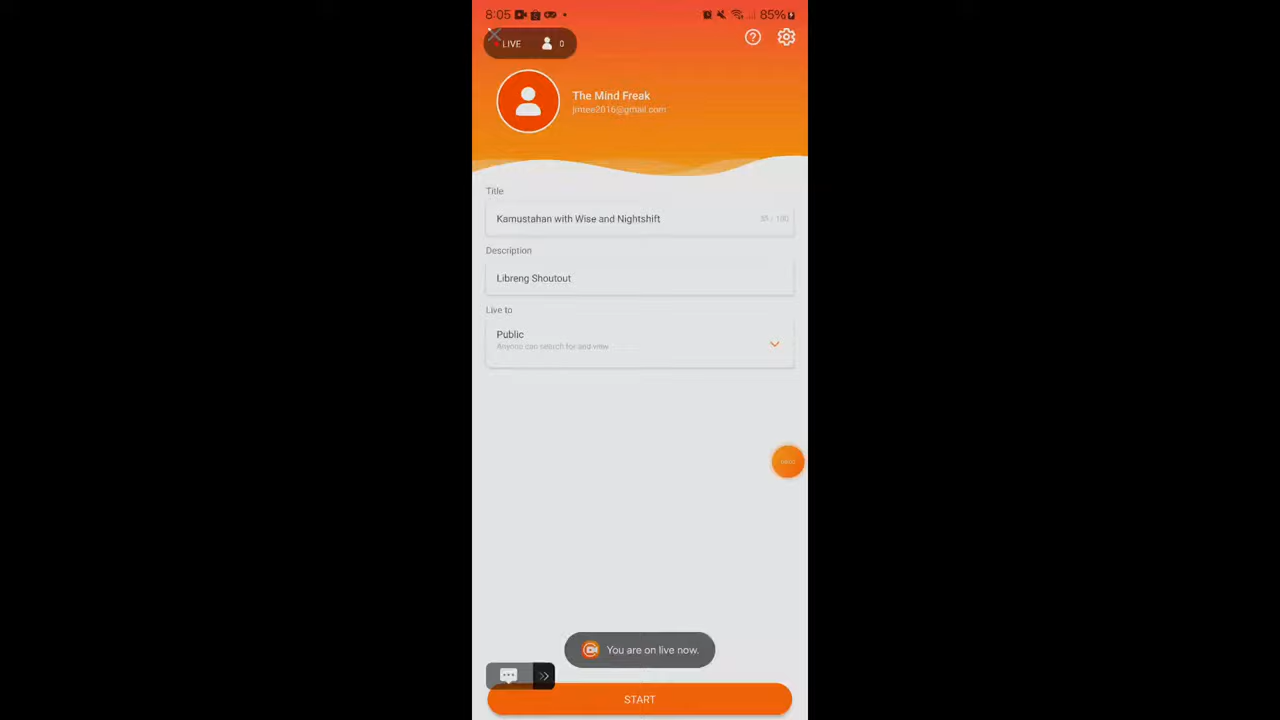 8:05
85%
LIVE 0
The Mind Freak
jrmee2016@gmail.com
Title
Kamustahan with Wise and Nightshift
Description
Libreng Shoutout
Live to
Public
Anyone can search for and view
You are on live now.
START